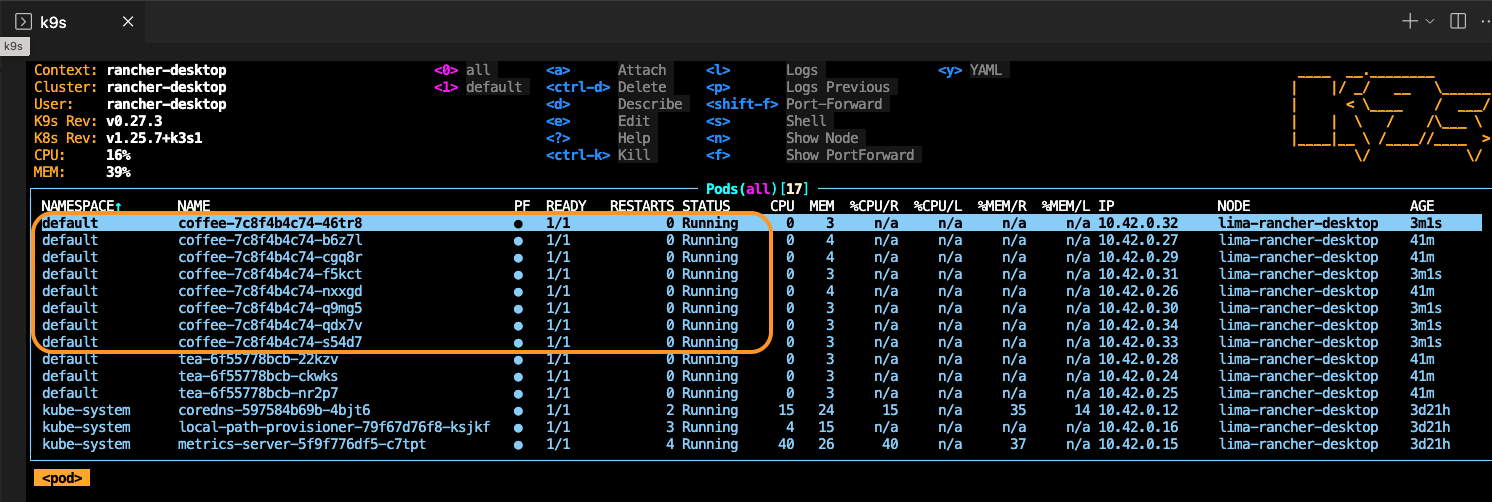 k9s
k9s
Context: rancher-desktop <0> all <a> Attach <l> Logs <y> YAML
Cluster: rancher-desktop <1> default <ctrl-d> Delete <p> Logs Previous
User: rancher-desktop <d> Describe <shift-f> Port-Forward
K9s Rev: v0.27.3 <e> Edit <s> Shell
K8s Rev: v1.25.7+k3s1 <?> Help <n> Show Node
CPU: 16% <ctrl-k> Kill <f> Show PortForward
MEM: 39%
Pods(all)[17]
NAMESPACE↑ NAME PF READY RESTARTS STATUS CPU MEM %CPU/R %CPU/L %MEM/R %MEM/L IP NODE AGE
default coffee-7c8f4b4c74-46tr8 ● 1/1 0 Running 0 3 n/a n/a n/a n/a 10.42.0.32 lima-rancher-desktop 3m1s
default coffee-7c8f4b4c74-b6z7l ● 1/1 0 Running 0 4 n/a n/a n/a n/a 10.42.0.27 lima-rancher-desktop 41m
default coffee-7c8f4b4c74-cgq8r ● 1/1 0 Running 0 4 n/a n/a n/a n/a 10.42.0.29 lima-rancher-desktop 41m
default coffee-7c8f4b4c74-f5kct ● 1/1 0 Running 0 3 n/a n/a n/a n/a 10.42.0.31 lima-rancher-desktop 3m1s
default coffee-7c8f4b4c74-nxxgd ● 1/1 0 Running 0 4 n/a n/a n/a n/a 10.42.0.26 lima-rancher-desktop 41m
default coffee-7c8f4b4c74-q9mg5 ● 1/1 0 Running 0 3 n/a n/a n/a n/a 10.42.0.30 lima-rancher-desktop 3m1s
default coffee-7c8f4b4c74-qdx7v ● 1/1 0 Running 0 3 n/a n/a n/a n/a 10.42.0.34 lima-rancher-desktop 3m1s
default coffee-7c8f4b4c74-s54d7 ● 1/1 0 Running 0 3 n/a n/a n/a n/a 10.42.0.33 lima-rancher-desktop 3m1s
default tea-6f55778bcb-22kzv ● 1/1 0 Running 0 3 n/a n/a n/a n/a 10.42.0.28 lima-rancher-desktop 41m
default tea-6f55778bcb-ckwks ● 1/1 0 Running 0 3 n/a n/a n/a n/a 10.42.0.24 lima-rancher-desktop 41m
default tea-6f55778bcb-nr2p7 ● 1/1 0 Running 0 3 n/a n/a n/a n/a 10.42.0.25 lima-rancher-desktop 41m
kube-system coredns-597584b69b-4bjt6 ● 1/1 2 Running 15 24 15 n/a 35 14 10.42.0.12 lima-rancher-desktop 3d21h
kube-system local-path-provisioner-79f67d76f8-ksjkf ● 1/1 3 Running 4 15 n/a n/a n/a n/a 10.42.0.16 lima-rancher-desktop 3d21h
kube-system metrics-server-5f9f776df5-c7tpt ● 1/1 4 Running 40 26 40 n/a 37 n/a 10.42.0.15 lima-rancher-desktop 3d21h
<pod>